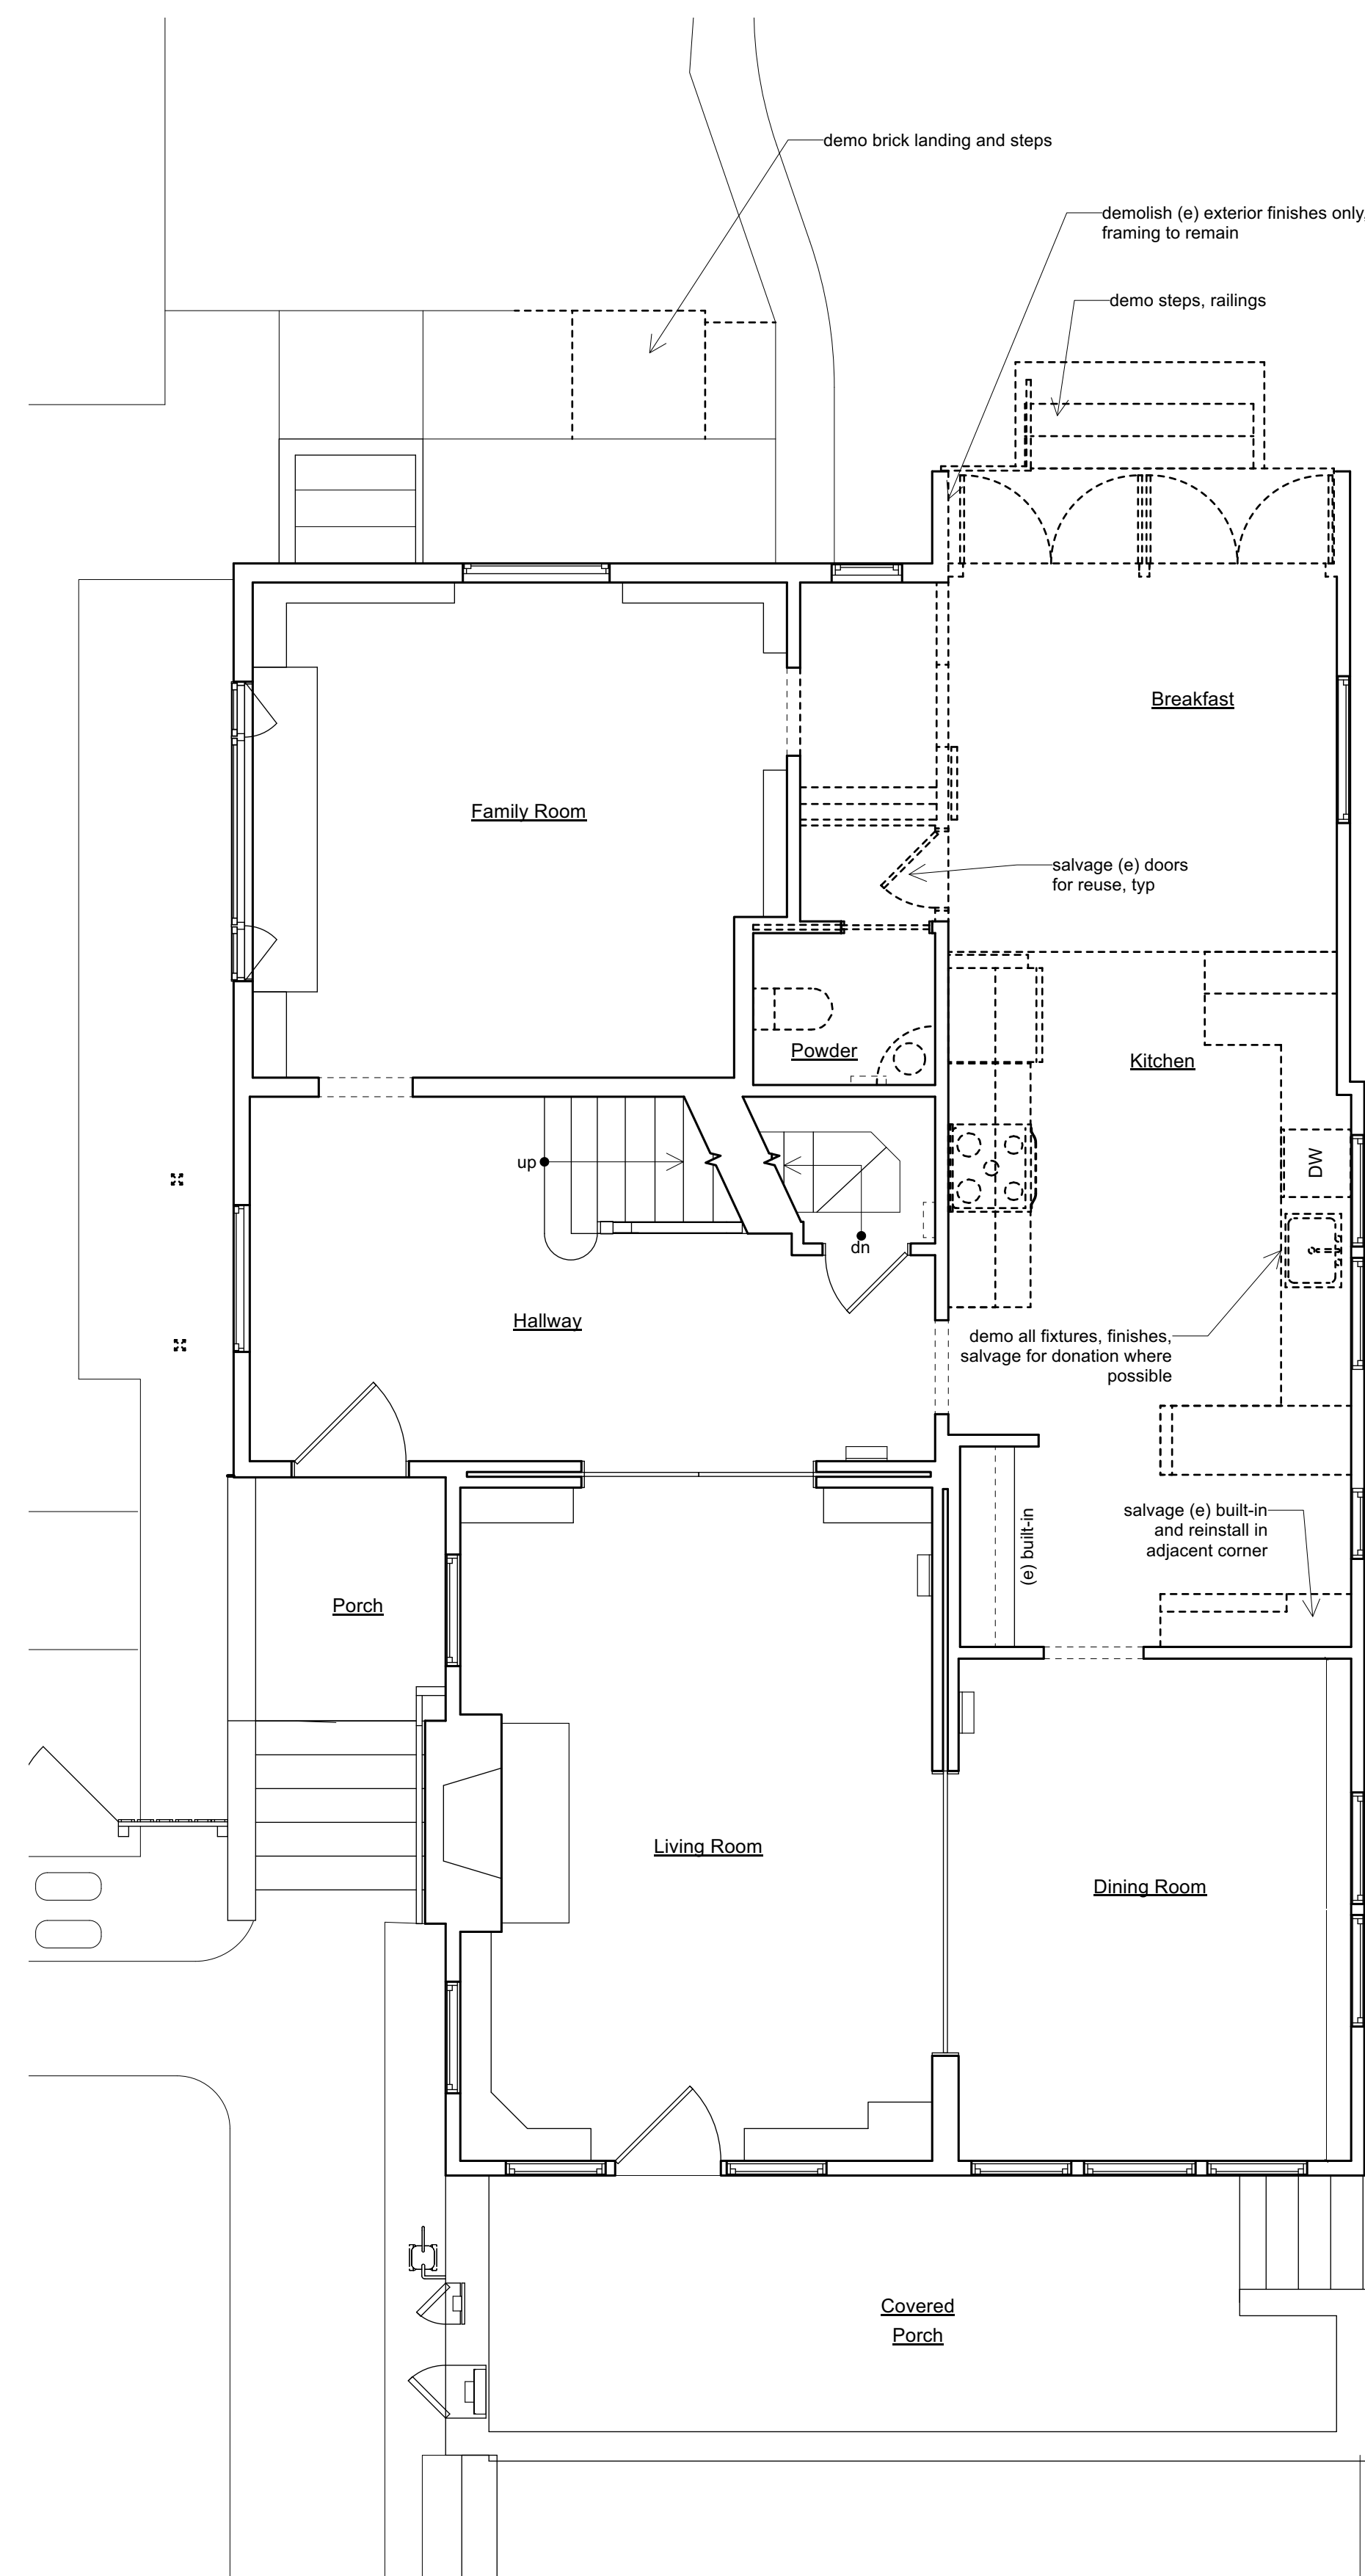 demo brick landing and steps
demolish (e) exterior finishes only,
framing to remain
demo steps, railings
Breakfast
Family Room
salvage (e) doors
for reuse, typ
Powder
Kitchen
up
DW
dn
Hallway
demo all fixtures, finishes,
salvage for donation where
possible
salvage (e) built-in
and reinstall in
adjacent corner
(e) built-in
Porch
Living Room
Dining Room
Covered
Porch